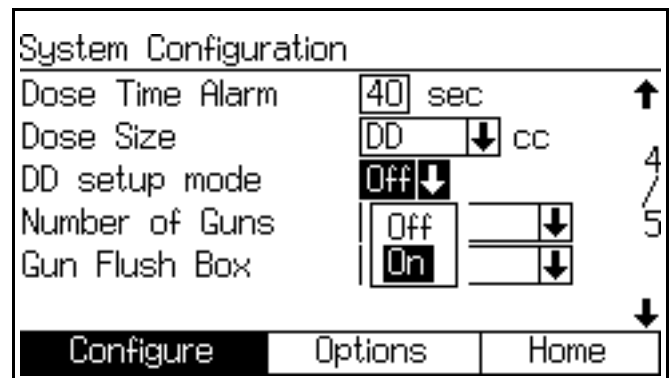 System Configuration
Dose Time Alarm 40 sec
Dose Size DD cc
DD setup mode Off
4/5
Number of Guns
Off
Gun Flush Box
On
Configure Options Home